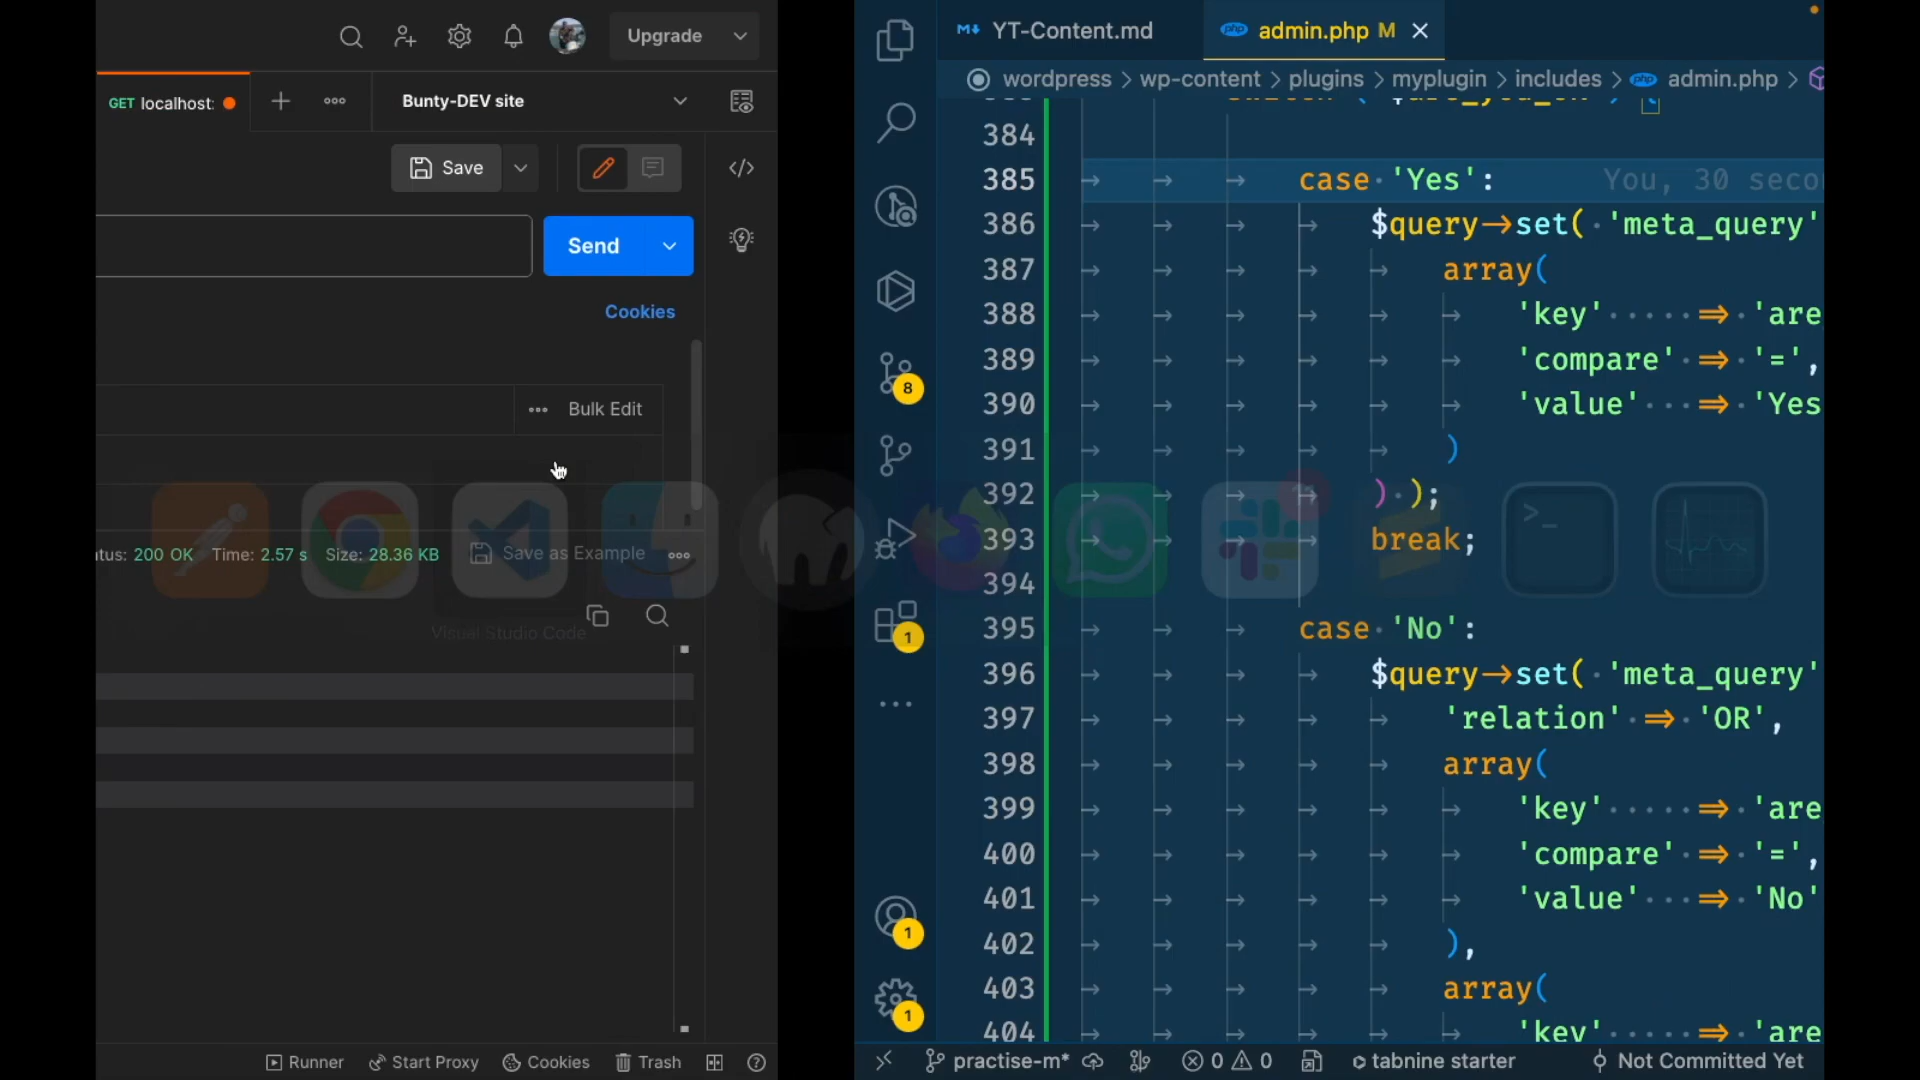 Upgrade
GET localhost:
Bunty-DEV site
Save
Send
Cookies
Bulk Edit
atus: 200 OK Time: 2.57 s Size: 28.36 KB Save as Example
Visual Studio Code
Runner Start Proxy Cookies Trash
YT-Content.md
php admin.php M
wordpress > wp-content > plugins > myplugin > includes > php admin.php >
384
385 case 'Yes': You, 30 secon
386 $query->set( 'meta_query'
387 array(
388 'key' => 'are
389 'compare' => '=',
390 'value' => 'Yes
391 )
392 ) );
393 break;
394
395 case 'No':
396 $query->set( 'meta_query'
397 'relation' => 'OR',
398 array(
399 'key' => 'are
400 'compare' => '=',
401 'value' => 'No'
402 ),
403 array(
404 'key' => 'are
8
1
1
1
practise-m* 0 0 tabnine starter Not Committed Yet